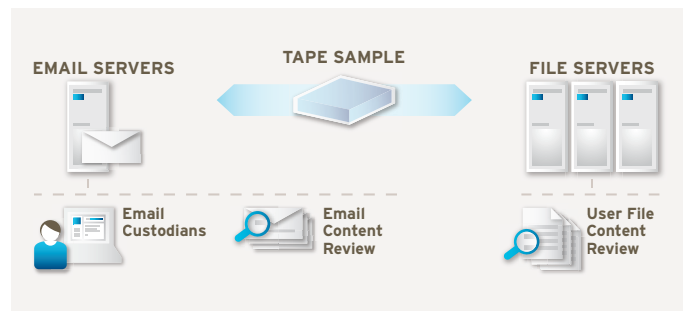 TAPE SAMPLE
EMAIL SERVERS
FILE SERVERS
Email
Custodians
Email
Content
Review
User File
Content
Review